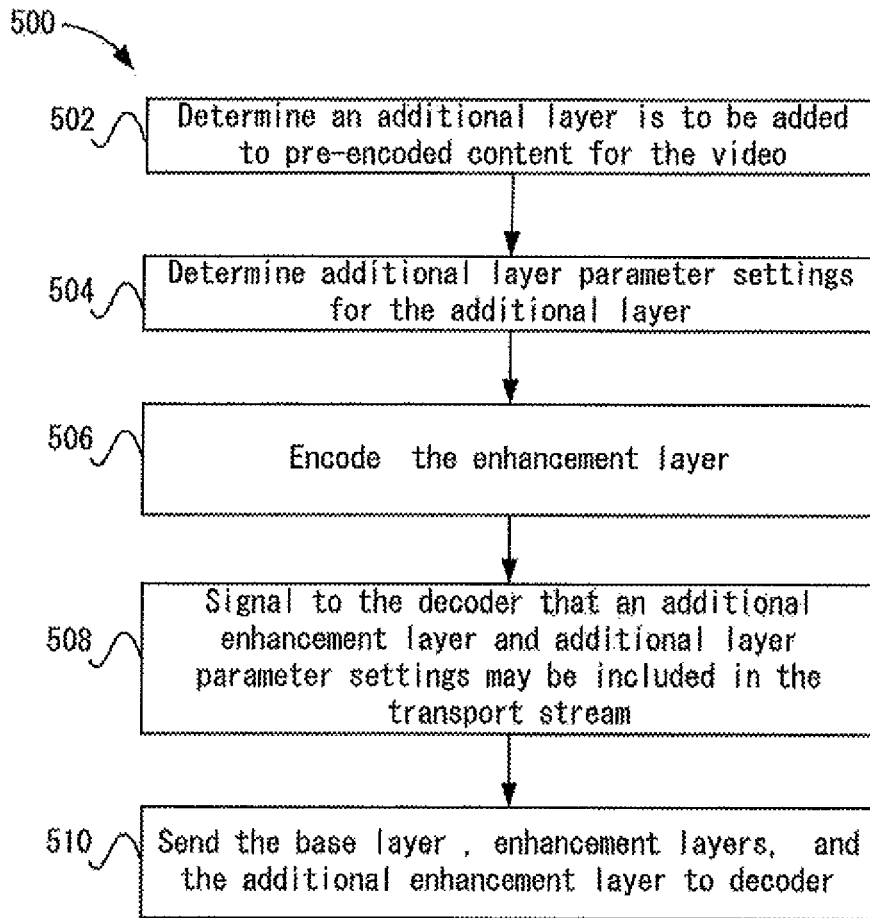 500
502
Determine an additional layer is to be added
to pre-encoded content for the video
504
Determine additional layer parameter settings
for the additional layer
506
Encode the enhancement layer
508
Signal to the decoder that an additional
enhancement layer and additional layer
parameter settings may be included in the
transport stream
510
Send the base layer , enhancement layers, and
the additional enhancement layer to decoder